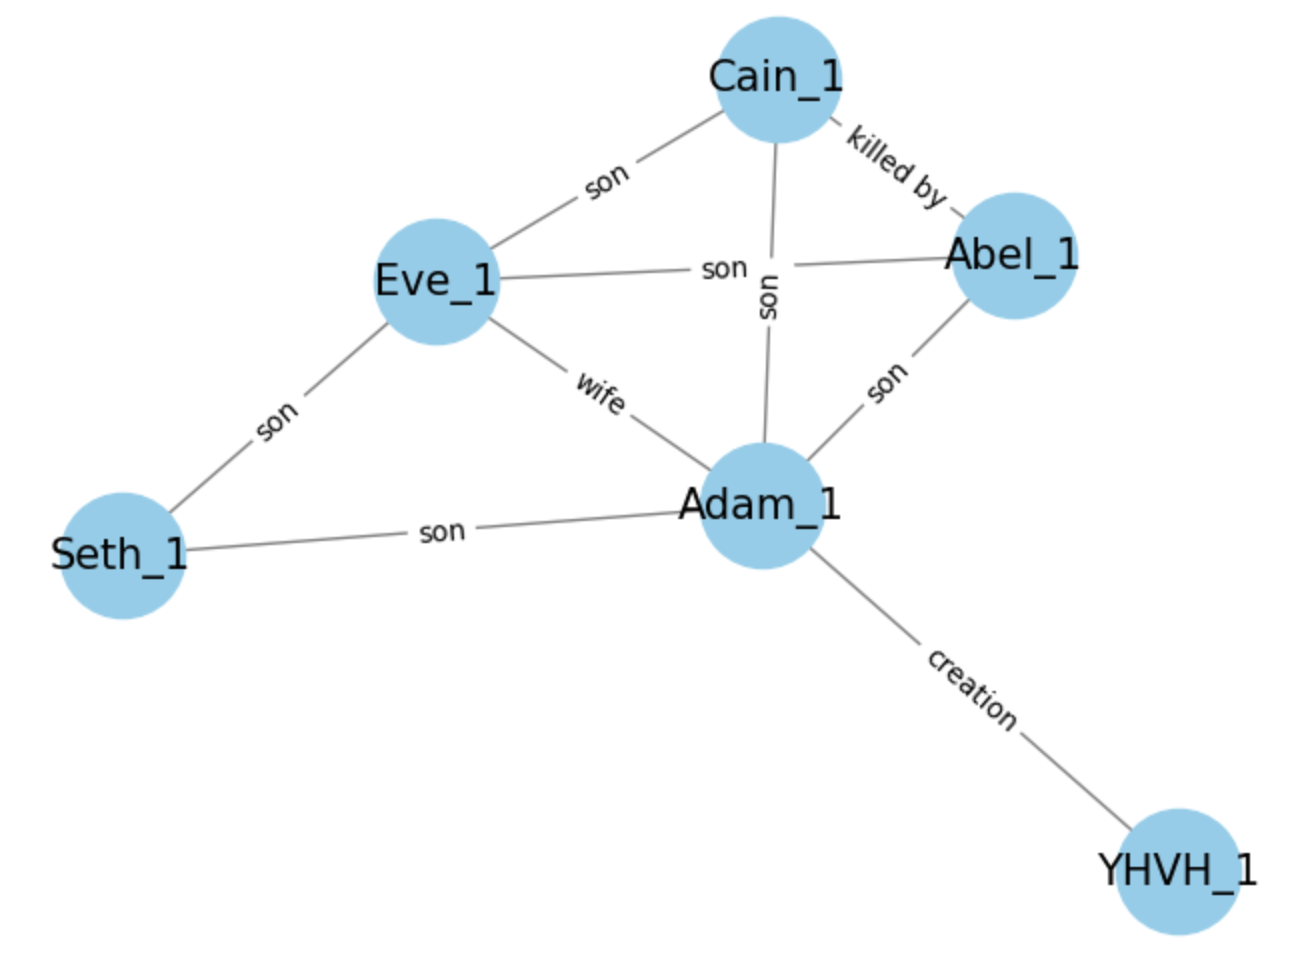 Cain_1
killed by
son
Abel_1
son
Eve_1
son
son
wife
son
Adam_1
son
Seth_1
creation
YHVH_1